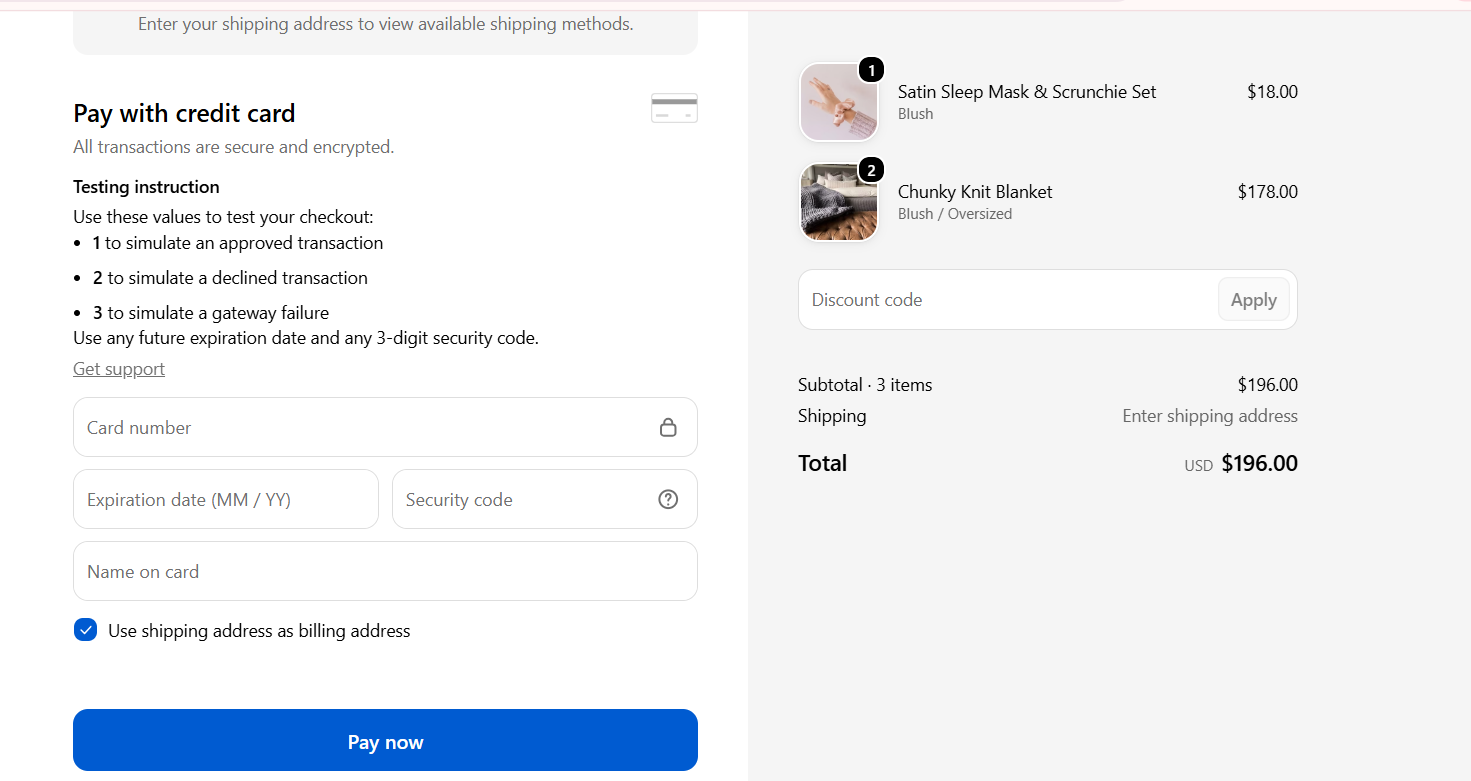 Enter your shipping address to view available shipping methods.
Pay with credit card
All transactions are secure and encrypted.
Testing instruction
Use these values to test your checkout:
• 1 to simulate an approved transaction
• 2 to simulate a declined transaction
• 3 to simulate a gateway failure
Use any future expiration date and any 3-digit security code.
Get support
Card number
Expiration date (MM / YY)
Security code
Name on card
Use shipping address as billing address
Pay now
1
Satin Sleep Mask & Scrunchie Set
$18.00
Blush
2
Chunky Knit Blanket
$178.00
Blush / Oversized
Discount code
Apply
Subtotal · 3 items
$196.00
Shipping
Enter shipping address
Total
USD $196.00